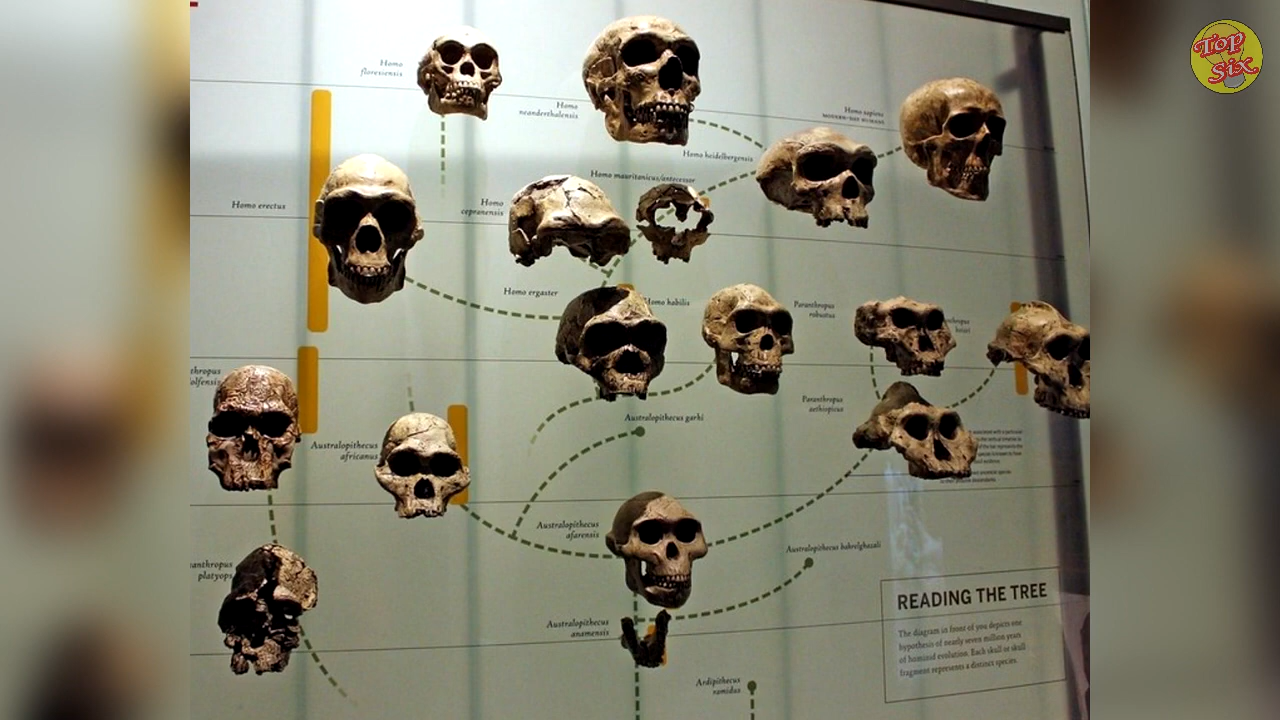 Top
Six
Homo
floresiensis
Homo
neanderthalensis
Homo sapiens
MODERN-DAY HUMANS
Homo heidelbergensis
Homo mauritanicus/antecessor
Homo erectus
Homo
cepranensis
Homo ergaster
Homo habilis
Paranthropus
robustus
Paranthropus
aethiopicus
Australopithecus garhi
Australopithecus
africanus
Australopithecus
afarensis
Australopithecus bahrelghazali
platyops
Australopithecus
anamensis
Ardipithecus
ramidus
READING THE TREE
The diagram in front of you depicts one
hypothesis of nearly seven million years
of hominid evolution. Each skull or skull
fragment represents a distinct species.